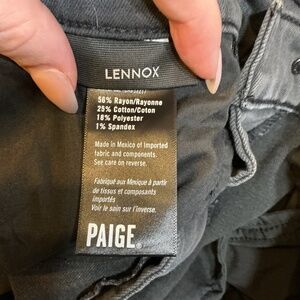 LENNOX
56% Rayon/Rayonne
25% Cotton/Coton
18% Polyester
1% Spandex
Made in Mexico of Imported
fabric and components.
See care on reverse.
Fabriqué aux Mexique à partir
de tissus et composants
importés
Voir le soin sur l'inverse.
PAIGE